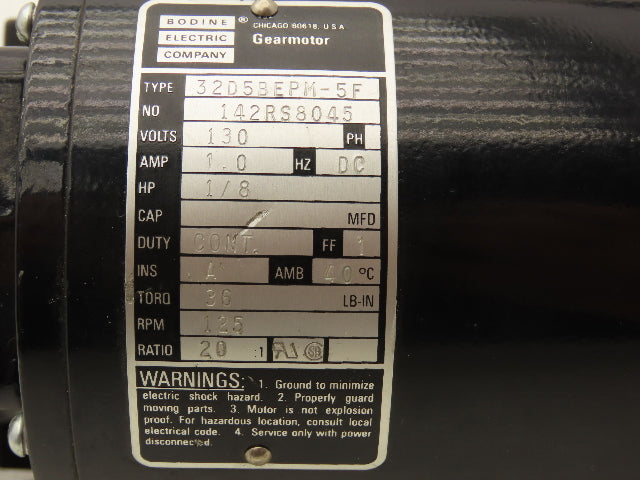 BODINE ® CHICAGO 60618, U S A
ELECTRIC Gearmotor
COMPANY
TYPE 32D5BEPM-5F
NO 142RS8045
VOLTS 130 PH
AMP 1.0 HZ DC
HP 1/8
CAP MFD
DUTY CONT. FF 1
INS A AMB 40 °C
TORQ 36 LB-IN
RPM 125
RATIO 20 :1
WARNINGS: 1. Ground to minimize
electric shock hazard. 2. Properly guard
moving parts. 3. Motor is not explosion
proof. For hazardous location, consult local
electrical code. 4. Service only with power
disconnected.